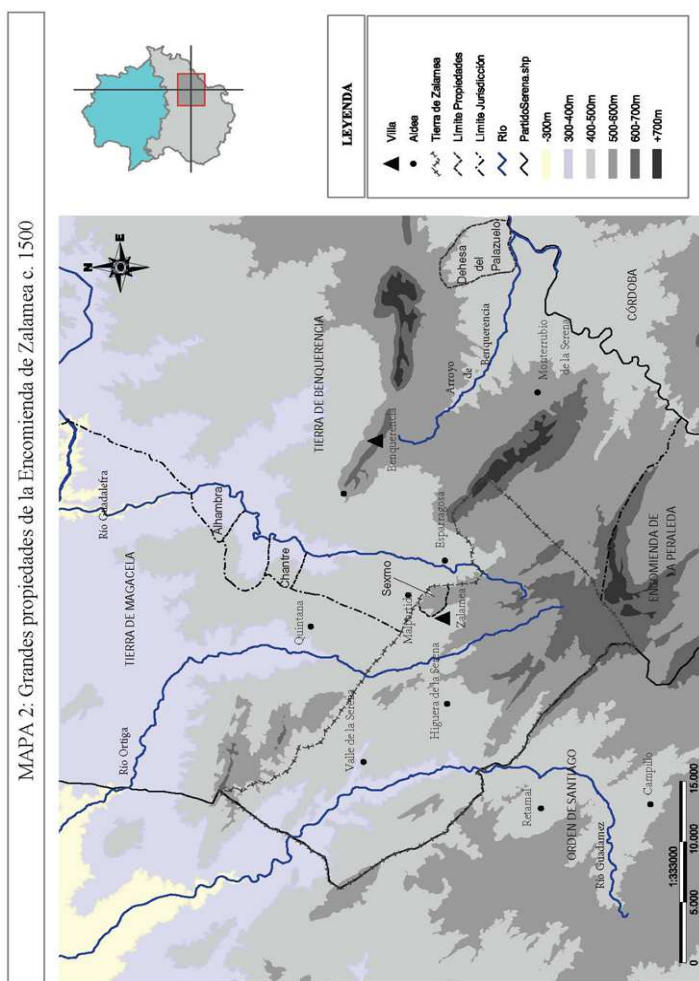 MAPA 2: Grandes propiedades de la Encomienda de Zalamea c. 1500
N
E
TIERRA DE MAGACELA
Río Ortiga
Río Guadalefra
Alhambra
Chantre
Quintana
TIERRA DE BENQUERENCIA
Benquerencia
Dehesa
del
Palazuelo
Arroyo
de
Benquerencia
Sexmo
Malpartida
Esparragosa
Zalamea
Valle de la Serena
Higuera de la Serena
Monterrubio
de la Serena
CÓRDOBA
ENCOMIENDA DE
LA PERALEDA
Retamal
ORDEN DE SANTIAGO
Río Guadamez
Campillo
1:333000
0
5.000
10.000
15.000
LEYENDA
Villa
Aldea
Tierra de Zalamea
Límite Propiedades
Límite Jurisdicción
Río
PartidoSerena.shp
-300m
300-400m
400-500m
500-600m
600-700m
+700m